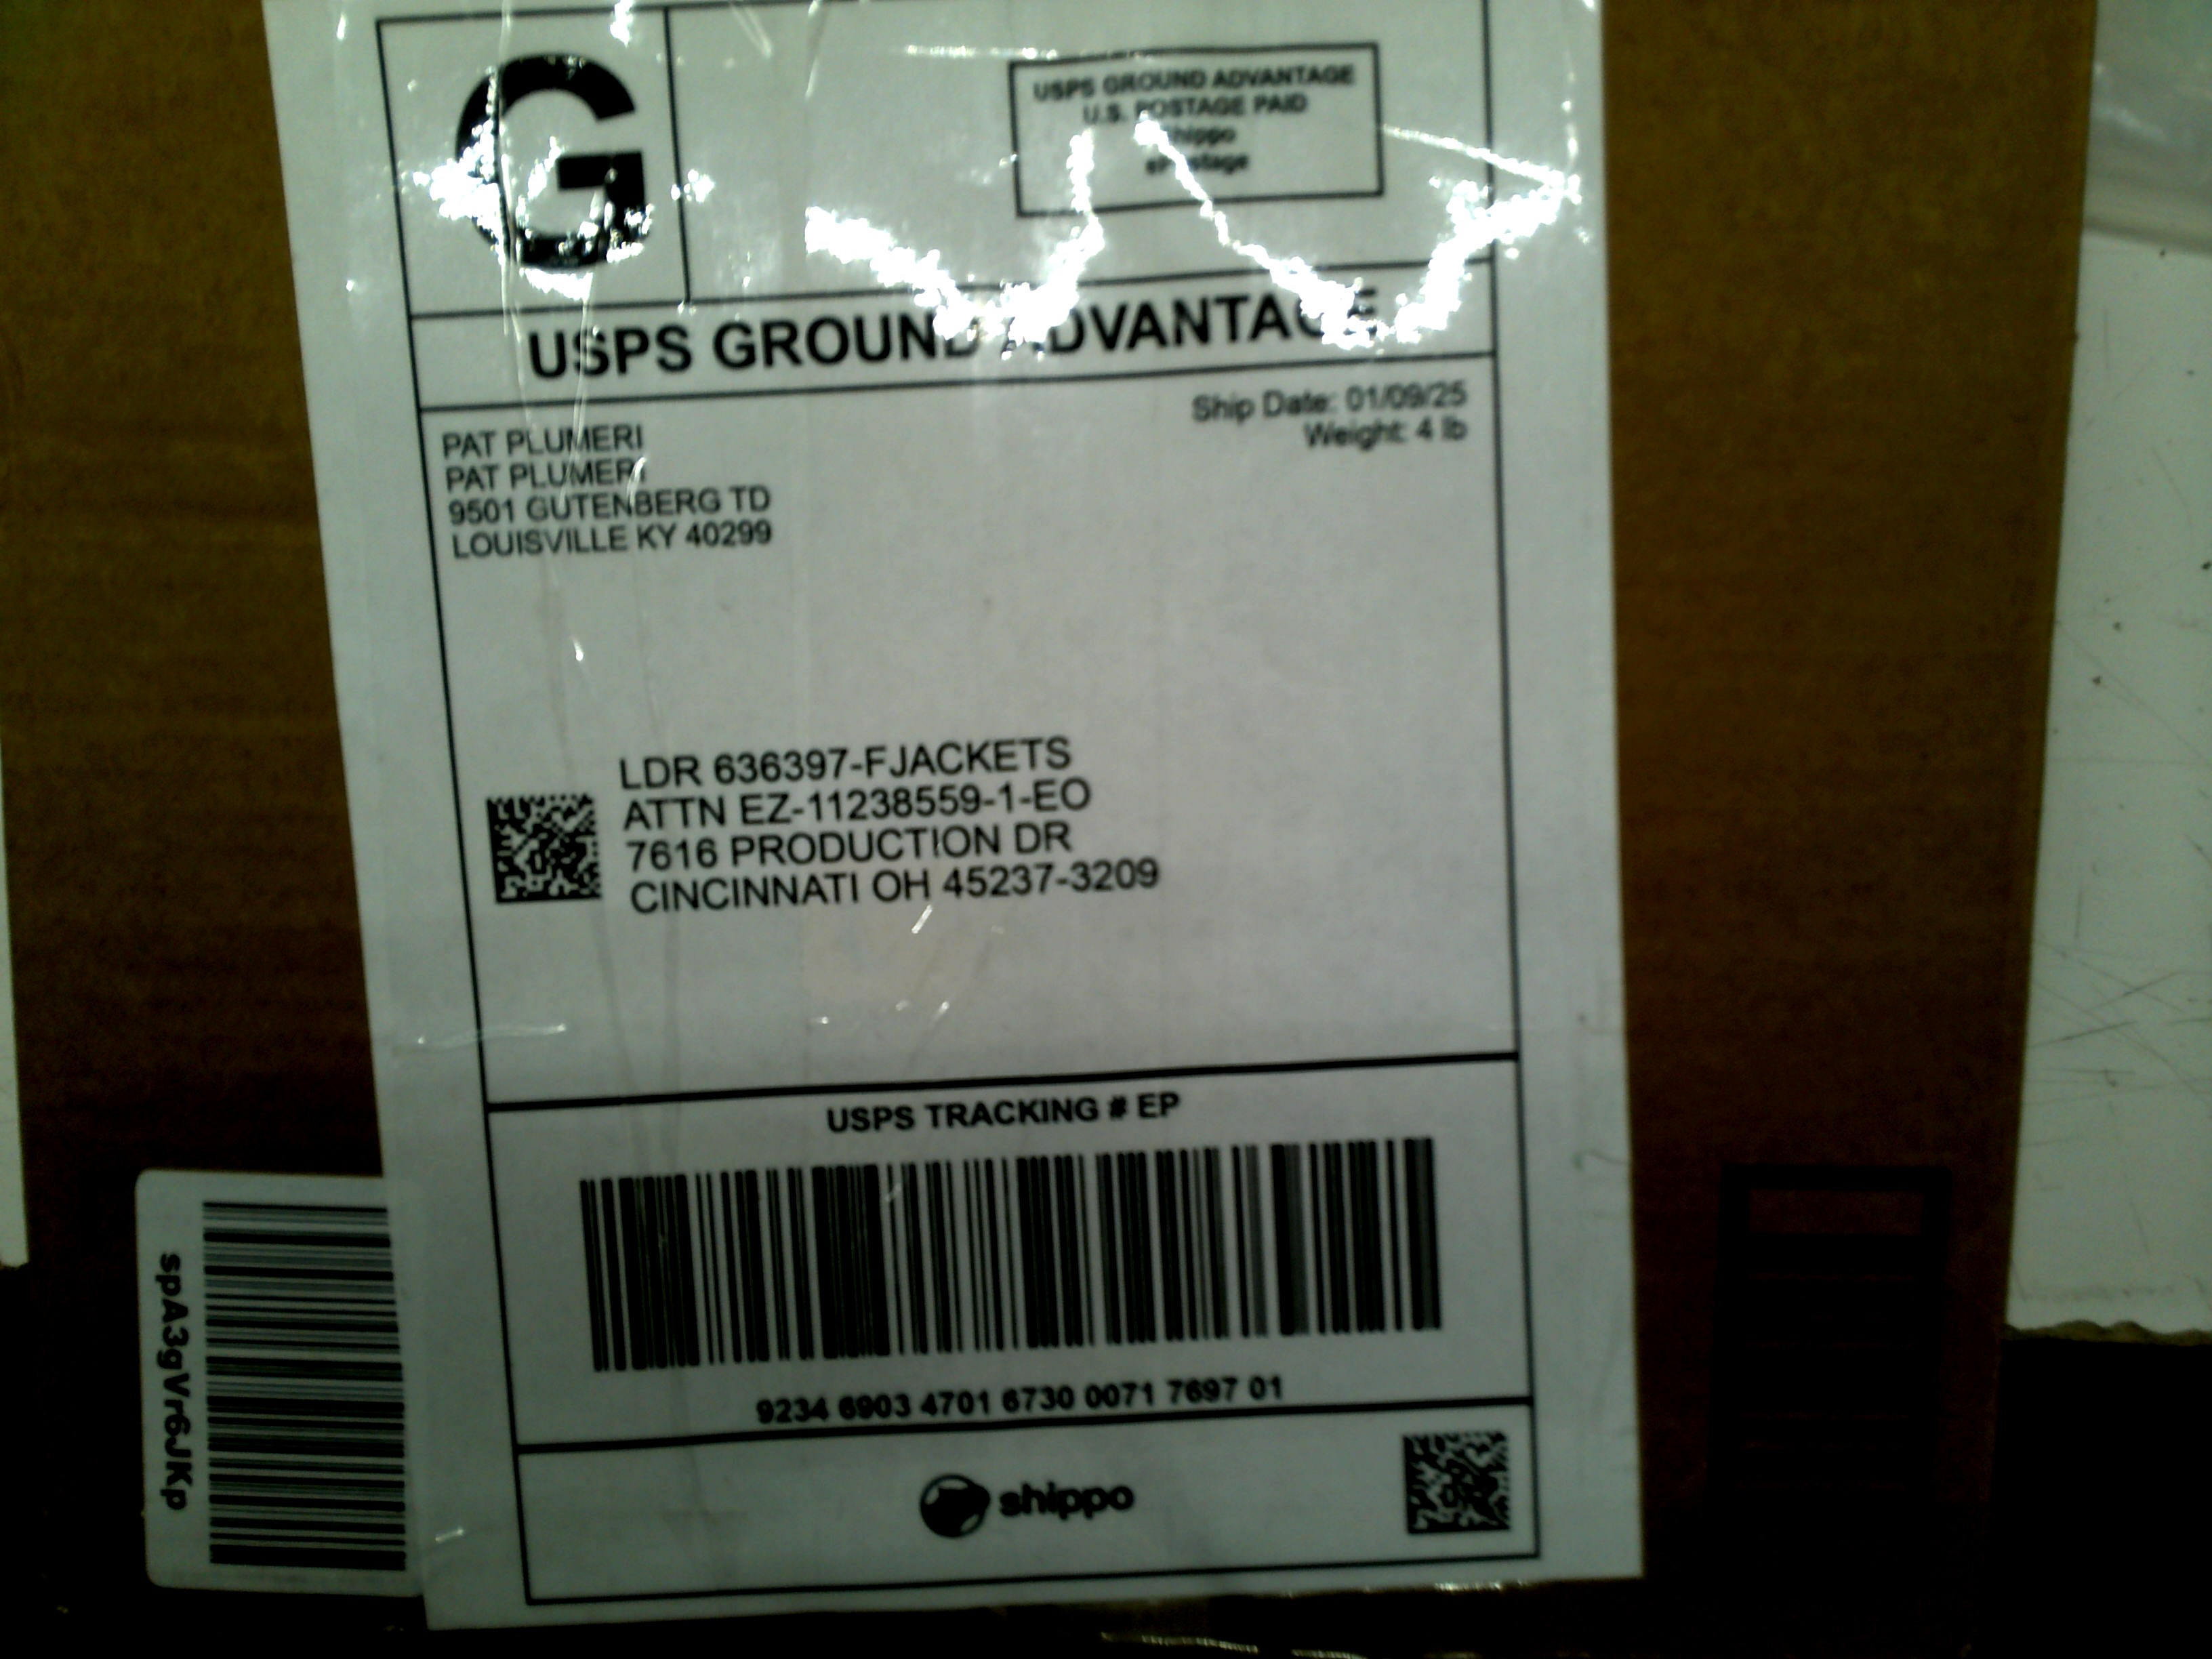 G
USPS GROUND ADVANTAGE
U.S. POSTAGE PAID
USPS GROUND ADVANTAGE
Ship Date: 01/09/25
Weight: 4 lb
PAT PLUMERI
PAT PLUMERI
9501 GUTENBERG TD
LOUISVILLE KY 40299
LDR 636397-FJACKETS
ATTN EZ-11238559-1-EO
7616 PRODUCTION DR
CINCINNATI OH 45237-3209
USPS TRACKING # EP
9234 6903 4701 6730 0071 7697 01
shippo
spA3gVr6JKp